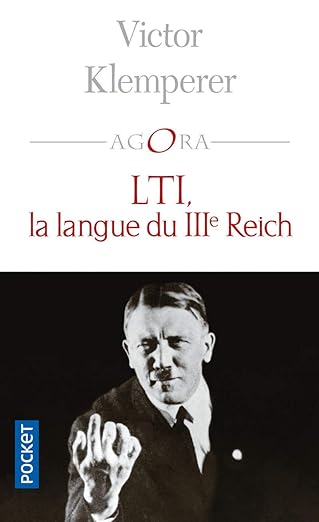 Victor
Klemperer
AGORA
LTI,
la langue du IIIe Reich
POCKET